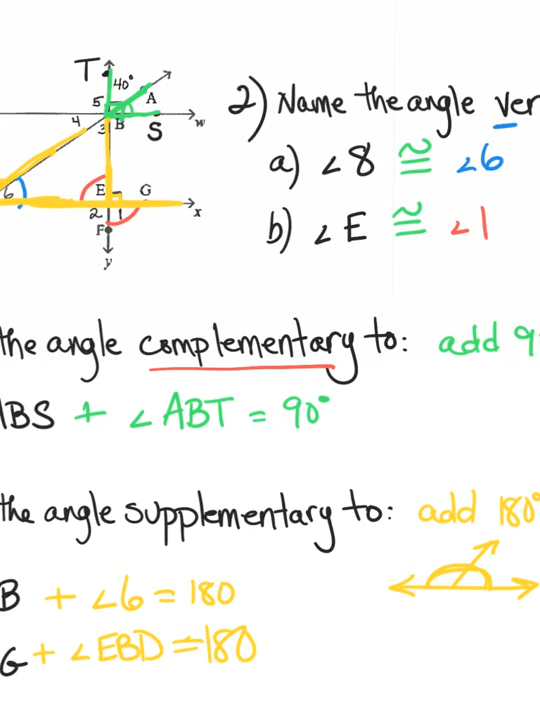 T
40°
5
A
4
3
B
S
w
6
E
G
2
1
x
F
y
2) Name the angle ver
a) ∠8 ≅ ∠6
b) ∠E ≅ ∠1
the angle complementary to: add 9
ABS + ∠ABT = 90°
the angle supplementary to: add 180°
B + ∠6 = 180
G + ∠EBD = 180